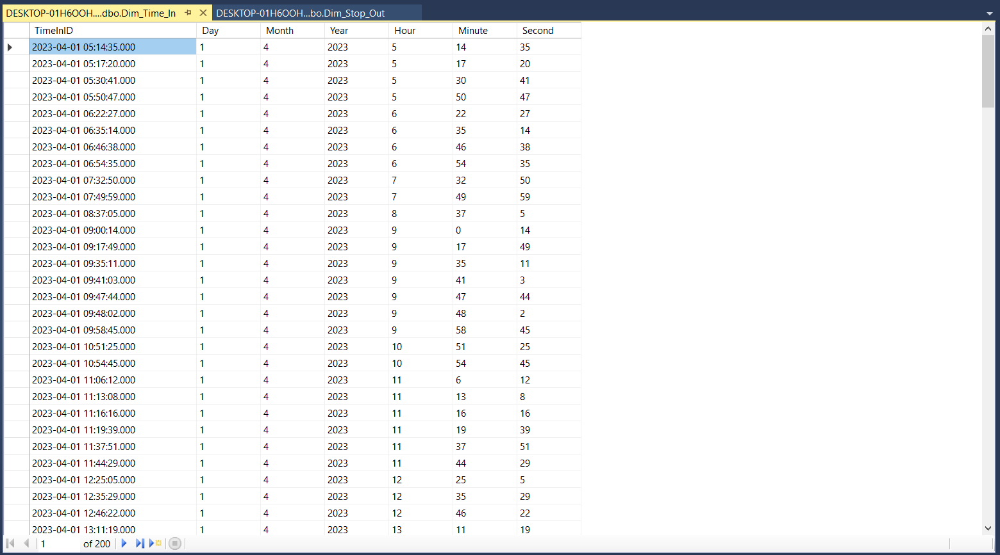 DESKTOP-01H6OOH....dbo.Dim_Time_In DESKTOP-01H6OOH...bo.Dim_Stop_Out
TimeInID Day Month Year Hour Minute Second
2023-04-01 05:14:35.000 1 4 2023 5 14 35
2023-04-01 05:17:20.000 1 4 2023 5 17 20
2023-04-01 05:30:41.000 1 4 2023 5 30 41
2023-04-01 05:50:47.000 1 4 2023 5 50 47
2023-04-01 06:22:27.000 1 4 2023 6 22 27
2023-04-01 06:35:14.000 1 4 2023 6 35 14
2023-04-01 06:46:38.000 1 4 2023 6 46 38
2023-04-01 06:54:35.000 1 4 2023 6 54 35
2023-04-01 07:32:50.000 1 4 2023 7 32 50
2023-04-01 07:49:59.000 1 4 2023 7 49 59
2023-04-01 08:37:05.000 1 4 2023 8 37 5
2023-04-01 09:00:14.000 1 4 2023 9 0 14
2023-04-01 09:17:49.000 1 4 2023 9 17 49
2023-04-01 09:35:11.000 1 4 2023 9 35 11
2023-04-01 09:41:03.000 1 4 2023 9 41 3
2023-04-01 09:47:44.000 1 4 2023 9 47 44
2023-04-01 09:48:02.000 1 4 2023 9 48 2
2023-04-01 09:58:45.000 1 4 2023 9 58 45
2023-04-01 10:51:25.000 1 4 2023 10 51 25
2023-04-01 10:54:45.000 1 4 2023 10 54 45
2023-04-01 11:06:12.000 1 4 2023 11 6 12
2023-04-01 11:13:08.000 1 4 2023 11 13 8
2023-04-01 11:16:16.000 1 4 2023 11 16 16
2023-04-01 11:19:39.000 1 4 2023 11 19 39
2023-04-01 11:37:51.000 1 4 2023 11 37 51
2023-04-01 11:44:29.000 1 4 2023 11 44 29
2023-04-01 12:25:05.000 1 4 2023 12 25 5
2023-04-01 12:35:29.000 1 4 2023 12 35 29
2023-04-01 12:46:22.000 1 4 2023 12 46 22
2023-04-01 13:11:19.000 1 4 2023 13 11 19
1 of 200